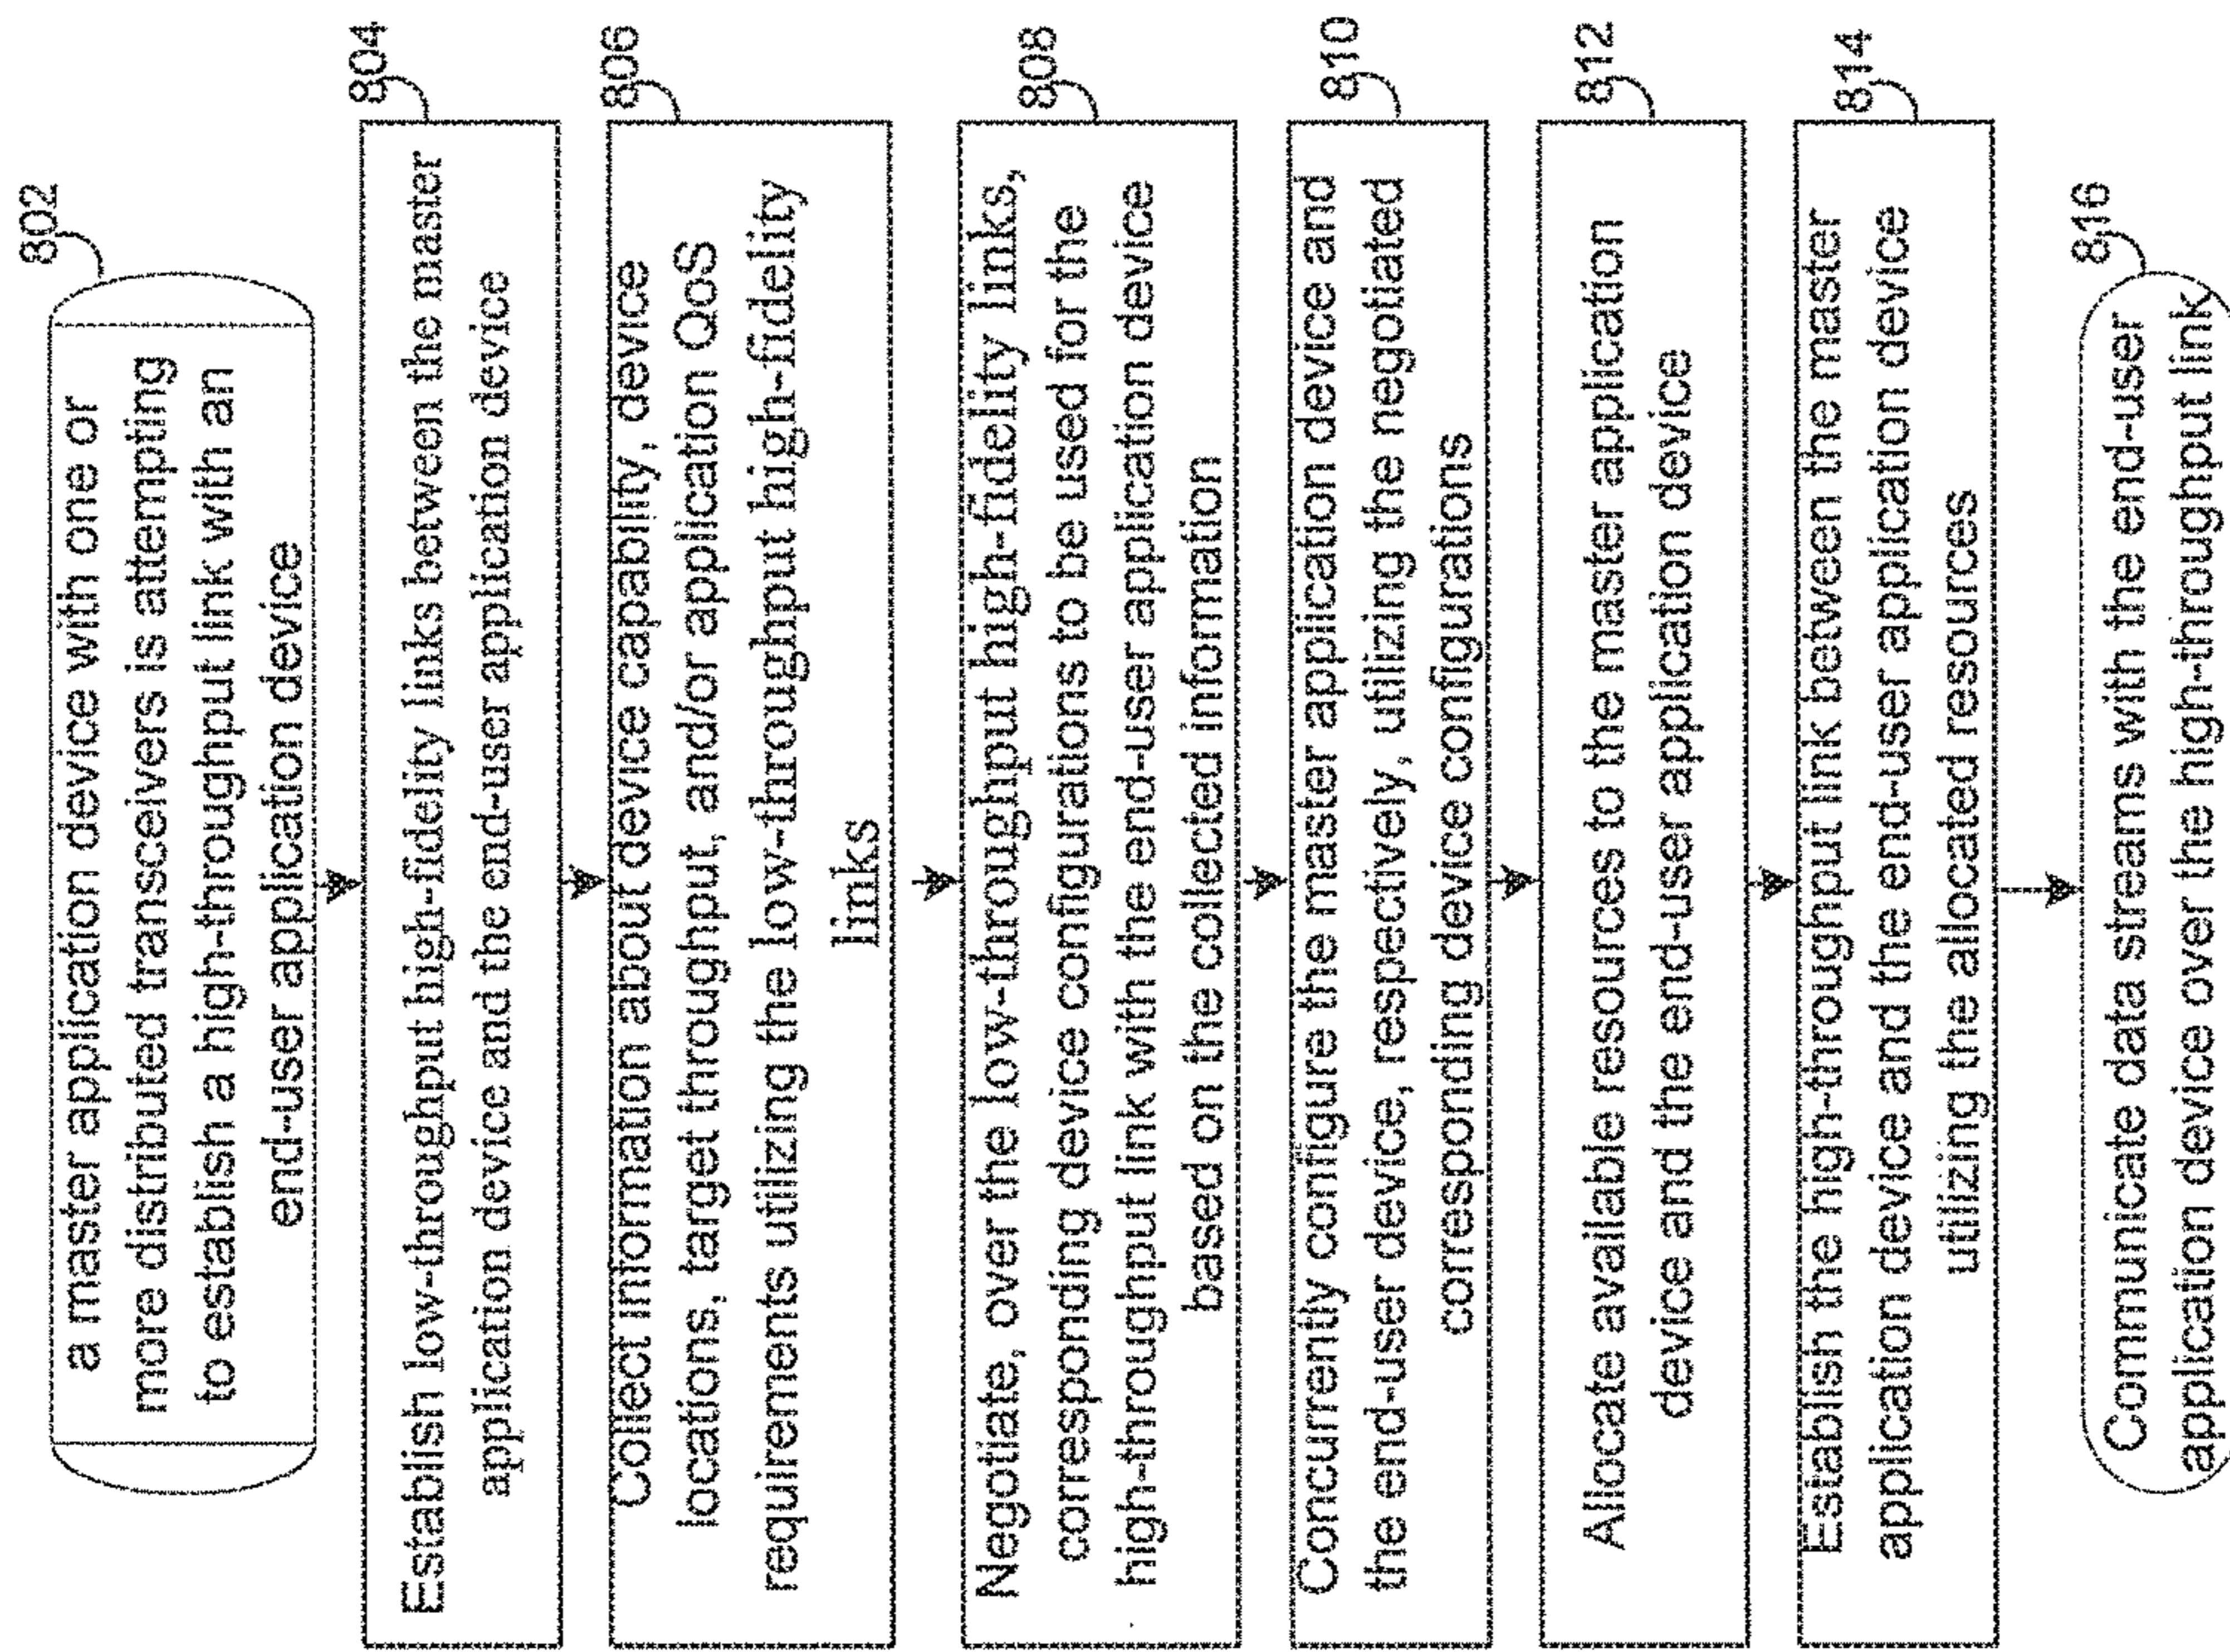 802
a master application device with one or
more distributed transceivers is attempting
to establish a high-throughput link with an
end-user application device
804
Establish low-throughput high-fidelity links between the master
application device and the end-user application device
806
Collect information about device capability, device
locations, target throughput, and/or application QoS
requirements utilizing the low-throughput high-fidelity
links
808
Negotiate, over the low-throughput high-fidelity links,
corresponding device configurations to be used for the
high-throughput link with the end-user application device
based on the collected information
810
Concurrently configure the master application device and
the end-user device, respectively, utilizing the negotiated
corresponding device configurations
812
Allocate available resources to the master application
device and the end-user application device
814
Establish the high-throughput link between the master
application device and the end-user application device
utilizing the allocated resources
816
Communicate data streams with the end-user
application device over the high-throughput link